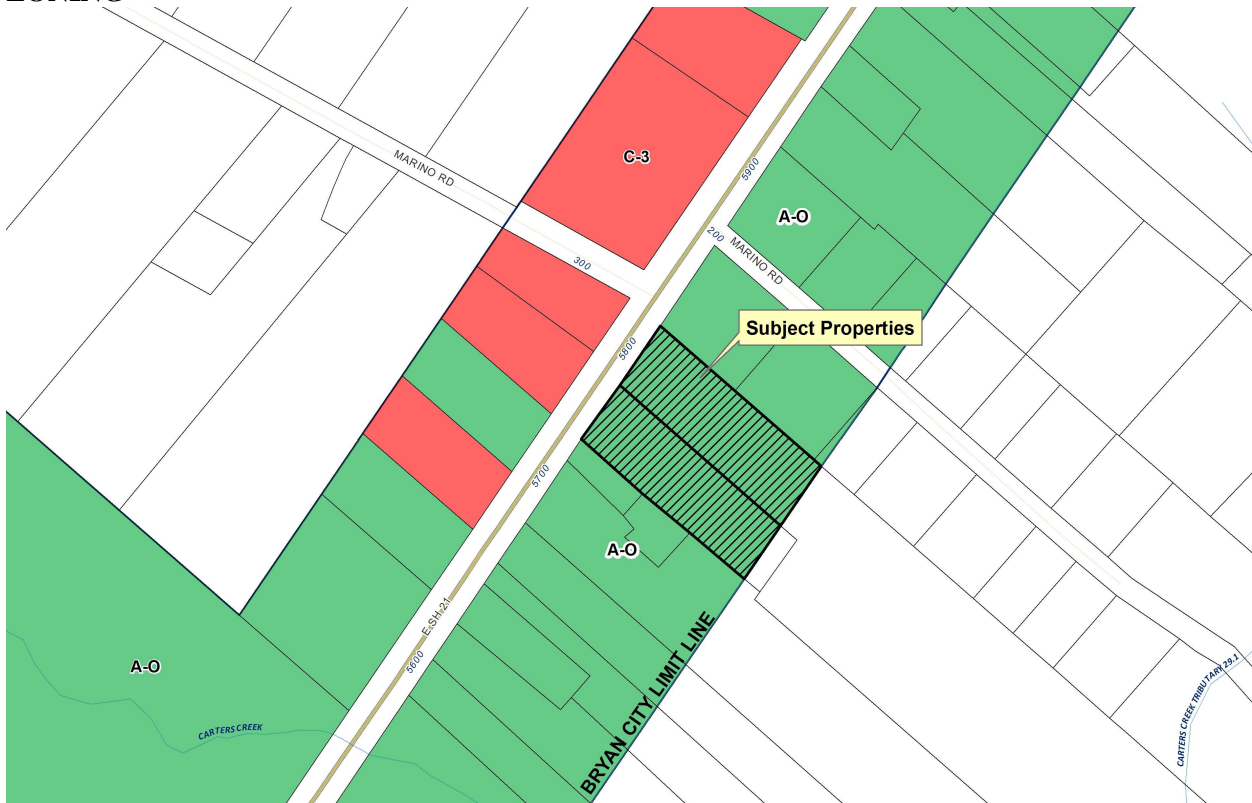 C-3
MARINO RD
5900
A-O
200
MARINO RD
300
Subject Properties
5800
5700
A-O
E SH 21
5600
BRYAN CITY LIMIT LINE
A-O
CARTERS CREEK
CARTERS CREEK TRIBUTARY 29.1